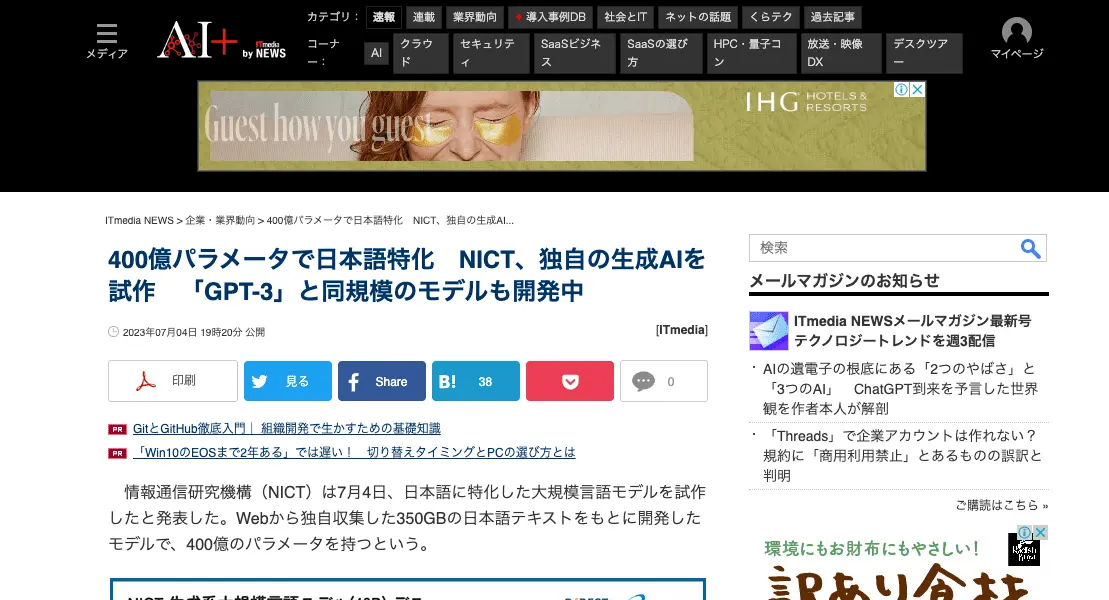 カテゴリ： 速報 連載 業界動向 導入事例DB 社会とIT ネットの話題 くらテク 過去記事
メディア
AI+ by ITmedia NEWS
コーナー： AI クラウド セキュリティ SaaSビジネス SaaSの選び方 HPC・量子コン 放送・映像DX デスクツアー
マイページ
Guest how you guest
IHG HOTELS & RESORTS
ITmedia NEWS > 企業・業界動向 > 400億パラメータで日本語特化　NICT、独自の生成AI...
400億パラメータで日本語特化　NICT、独自の生成AIを
試作　「GPT-3」と同規模のモデルも開発中
2023年07月04日 19時20分 公開
[ITmedia]
印刷 見る Share B! 38 0
PR GitとGitHub徹底入門｜ 組織開発で生かすための基礎知識
PR 「Win10のEOSまで2年ある」では遅い！　切り替えタイミングとPCの選び方とは
情報通信研究機構（NICT）は7月4日、日本語に特化した大規模言語モデルを試作
したと発表した。Webから独自収集した350GBの日本語テキストをもとに開発した
モデルで、400億のパラメータを持つという。
検索
メールマガジンのお知らせ
ITmedia NEWSメールマガジン最新号
テクノロジートレンドを週3配信
・AIの遺電子の根底にある「2つのやばさ」と
「3つのAI」　ChatGPT到来を予言した世界
観を作者本人が解剖
・「Threads」で企業アカウントは作れない？
規約に「商用利用禁止」とあるものの誤訳と
判明
ご購読はこちら »
環境にもお財布にもやさしい！